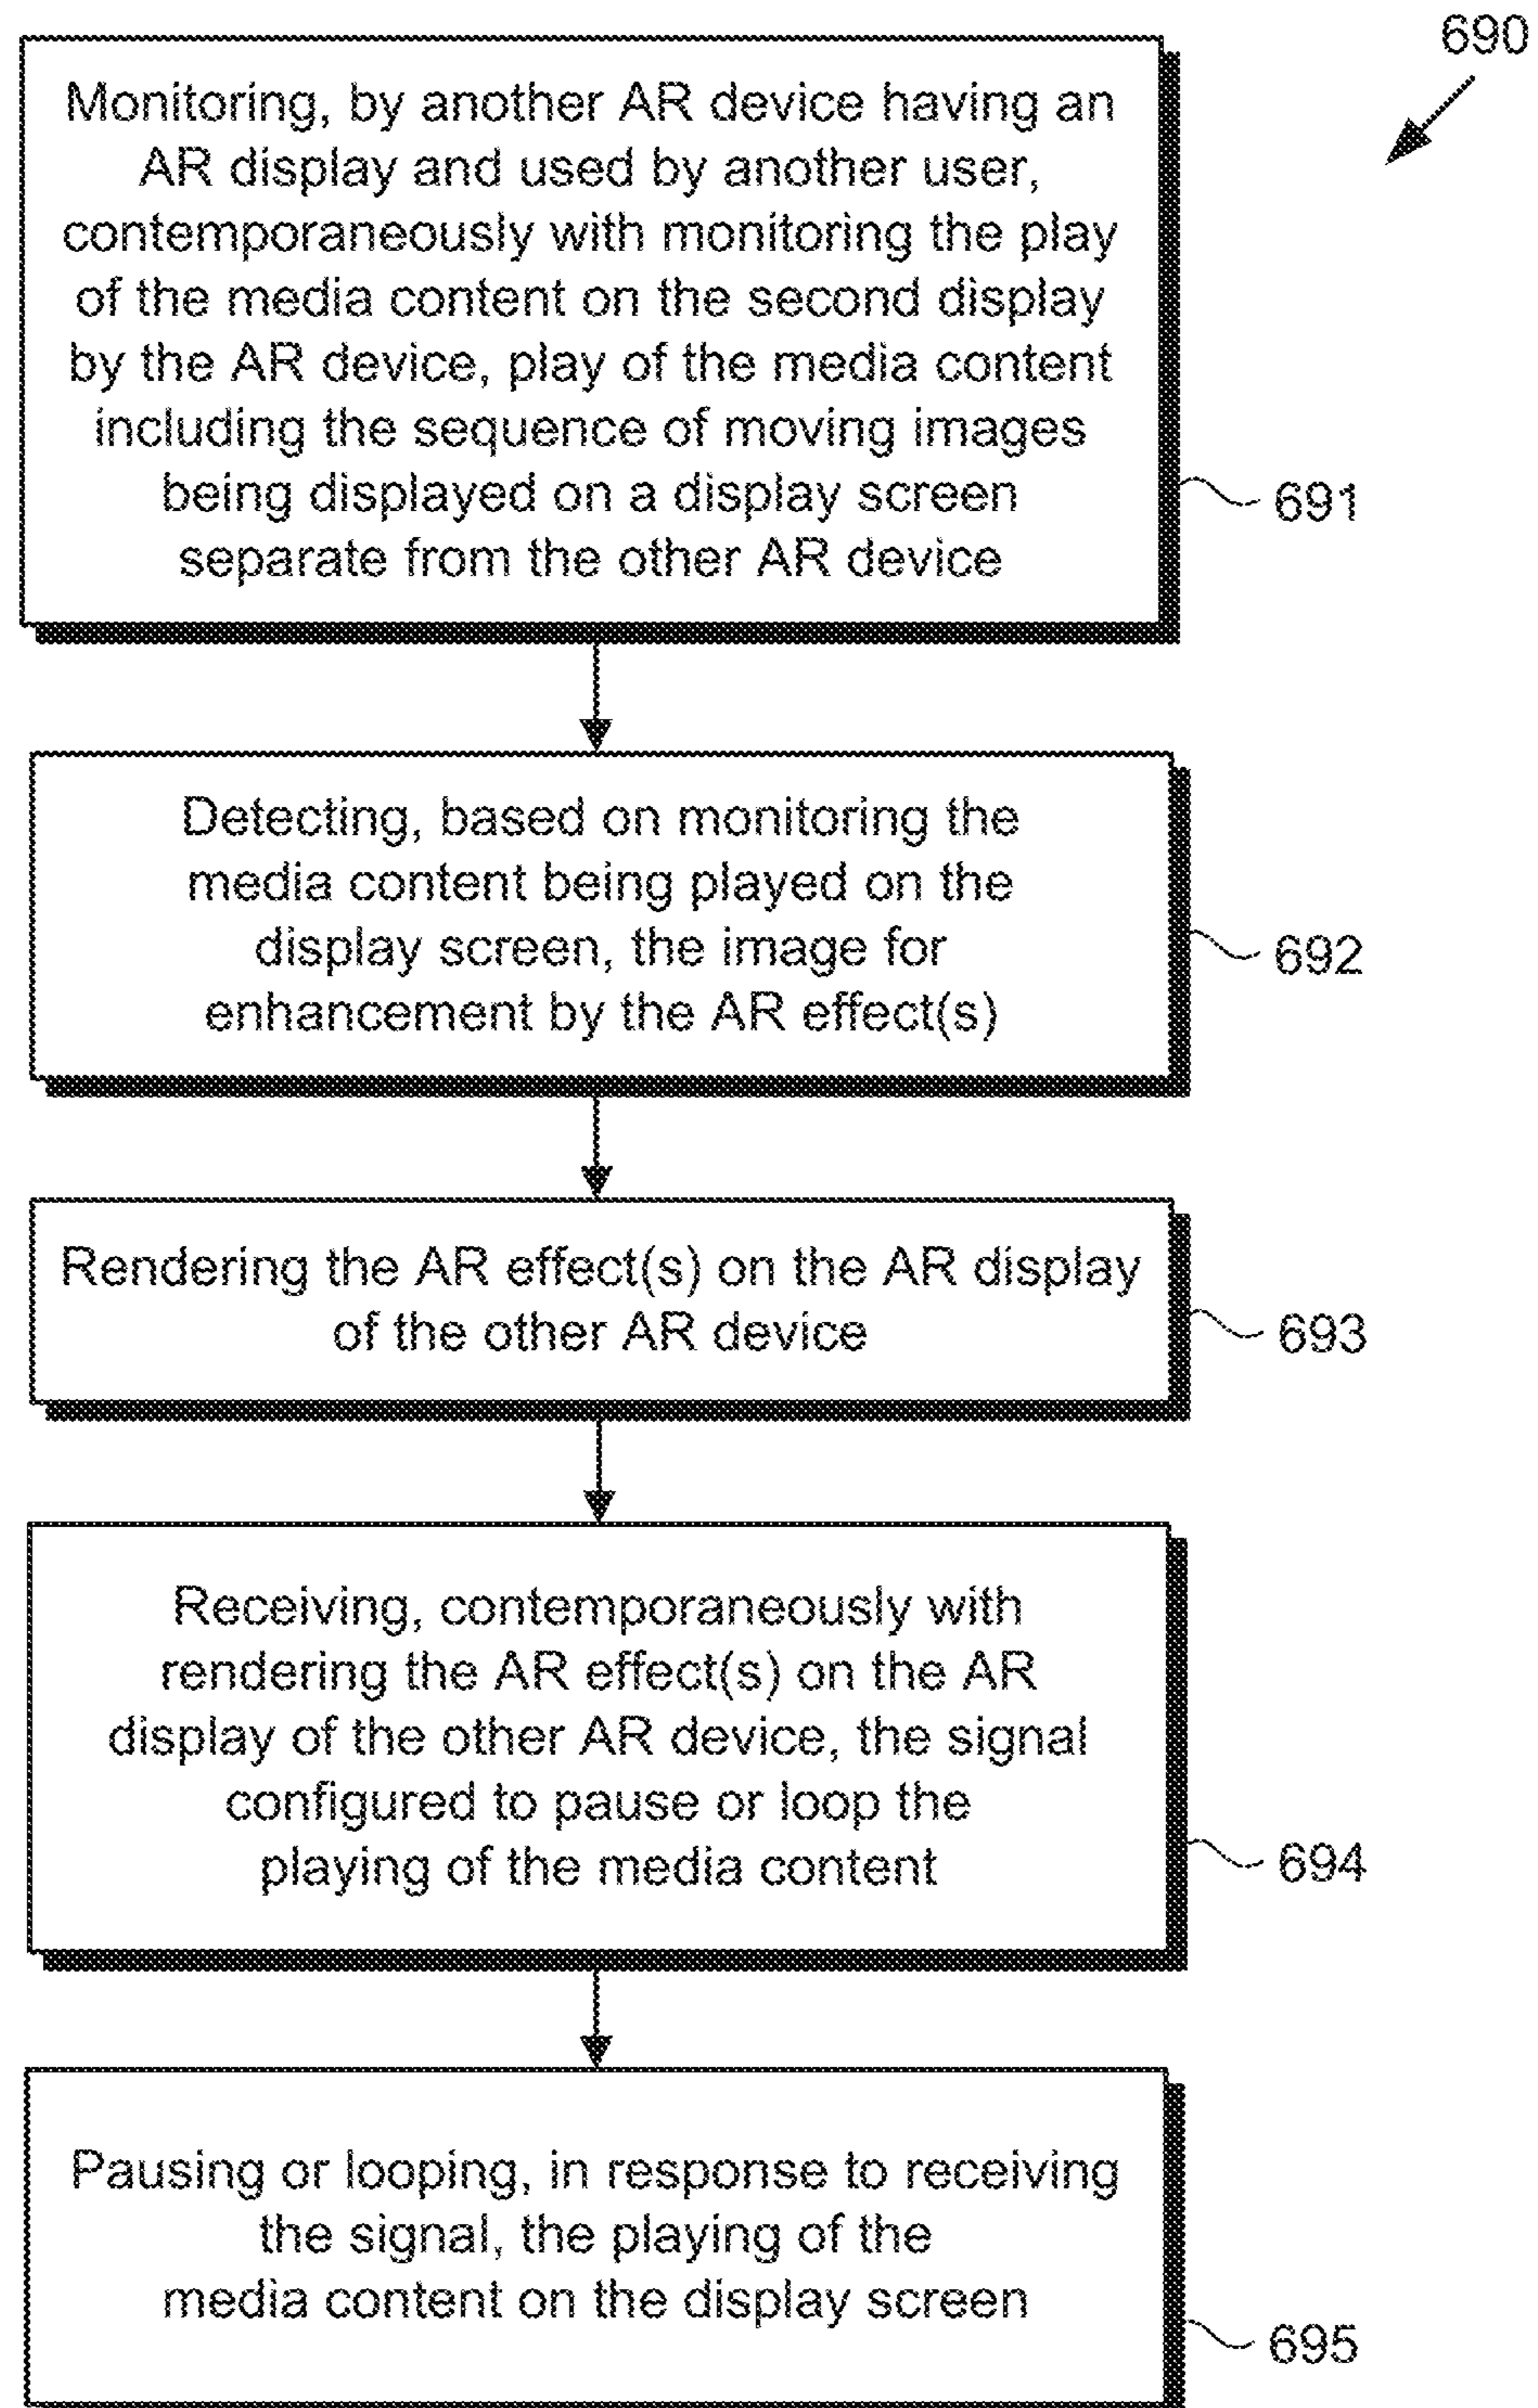 690
Monitoring, by another AR device having an
AR display and used by another user,
contemporaneously with monitoring the play
of the media content on the second display
by the AR device, play of the media content
including the sequence of moving images
being displayed on a display screen
separate from the other AR device
691
Detecting, based on monitoring the
media content being played on the
display screen, the image for
enhancement by the AR effect(s)
692
Rendering the AR effect(s) on the AR display
of the other AR device
693
Receiving, contemporaneously with
rendering the AR effect(s) on the AR
display of the other AR device, the signal
configured to pause or loop the
playing of the media content
694
Pausing or looping, in response to receiving
the signal, the playing of the
media content on the display screen
695